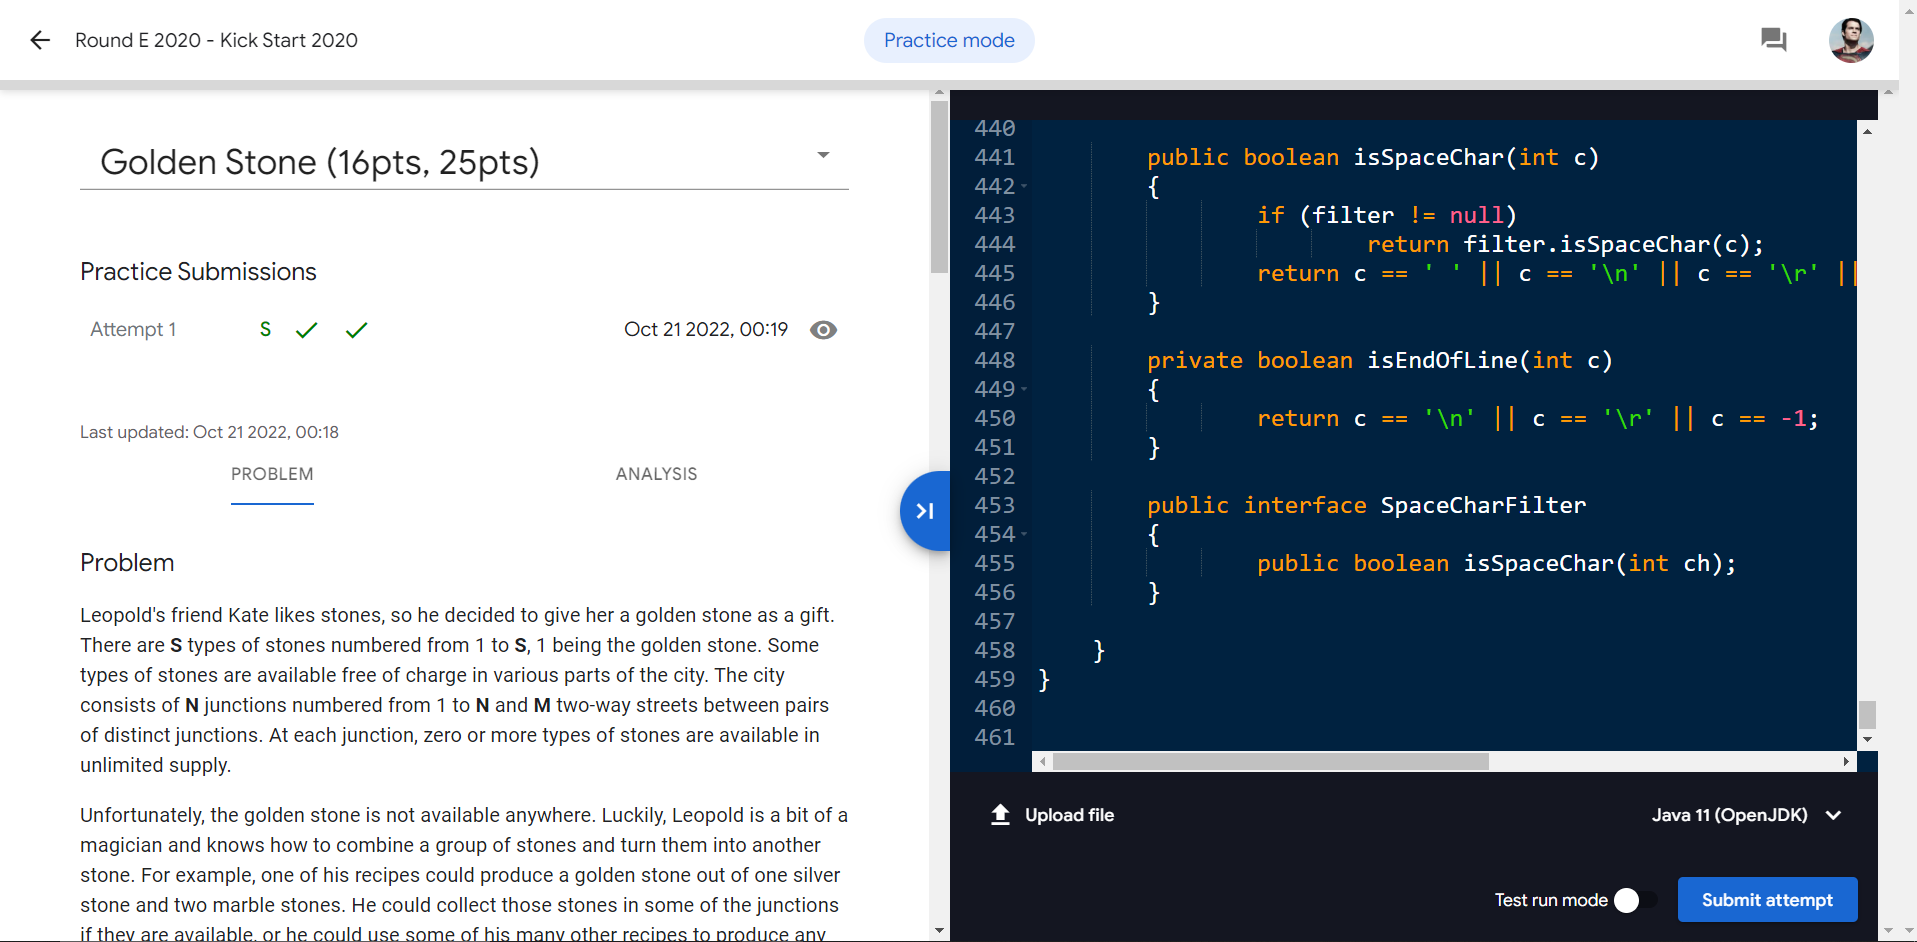 Round E 2020 - Kick Start 2020
Practice mode
Golden Stone (16pts, 25pts)
Practice Submissions
Attempt 1 S Oct 21 2022, 00:19
Last updated: Oct 21 2022, 00:18
PROBLEM ANALYSIS
Problem
Leopold's friend Kate likes stones, so he decided to give her a golden stone as a gift.
There are S types of stones numbered from 1 to S, 1 being the golden stone. Some
types of stones are available free of charge in various parts of the city. The city
consists of N junctions numbered from 1 to N and M two-way streets between pairs
of distinct junctions. At each junction, zero or more types of stones are available in
unlimited supply.
Unfortunately, the golden stone is not available anywhere. Luckily, Leopold is a bit of a
magician and knows how to combine a group of stones and turn them into another
stone. For example, one of his recipes could produce a golden stone out of one silver
stone and two marble stones. He could collect those stones in some of the junctions
if they are available, or he could use some of his many other recipes to produce any
440
441 public boolean isSpaceChar(int c)
442 {
443 if (filter != null)
444 return filter.isSpaceChar(c);
445 return c == ' ' || c == '\n' || c == '\r' ||
446 }
447
448 private boolean isEndOfLine(int c)
449 {
450 return c == '\n' || c == '\r' || c == -1;
451 }
452
453 public interface SpaceCharFilter
454 {
455 public boolean isSpaceChar(int ch);
456 }
457
458 }
459 }
460
461
Upload file
Java 11 (OpenJDK)
Test run mode
Submit attempt